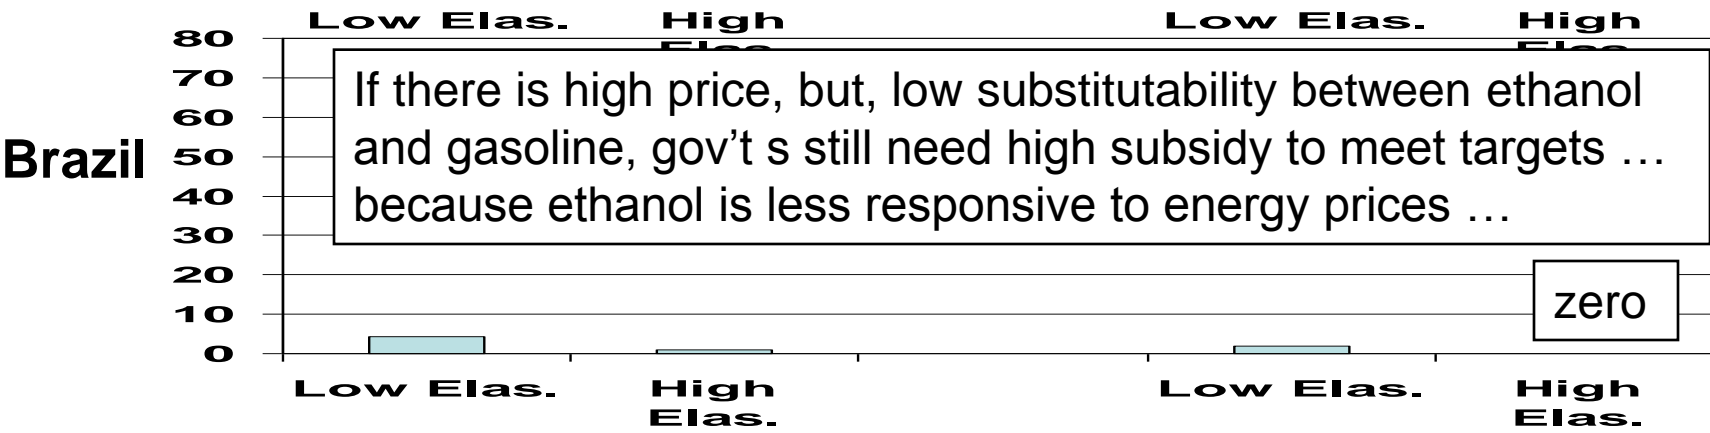 Low Elas. High Low Elas. High
Elas. Elas.
80
70
60
50
40
30
20
10
0
Brazil
If there is high price, but, low substitutability between ethanol
and gasoline, gov’t s still need high subsidy to meet targets …
because ethanol is less responsive to energy prices …
zero
Low Elas. High Low Elas. High
Elas. Elas.